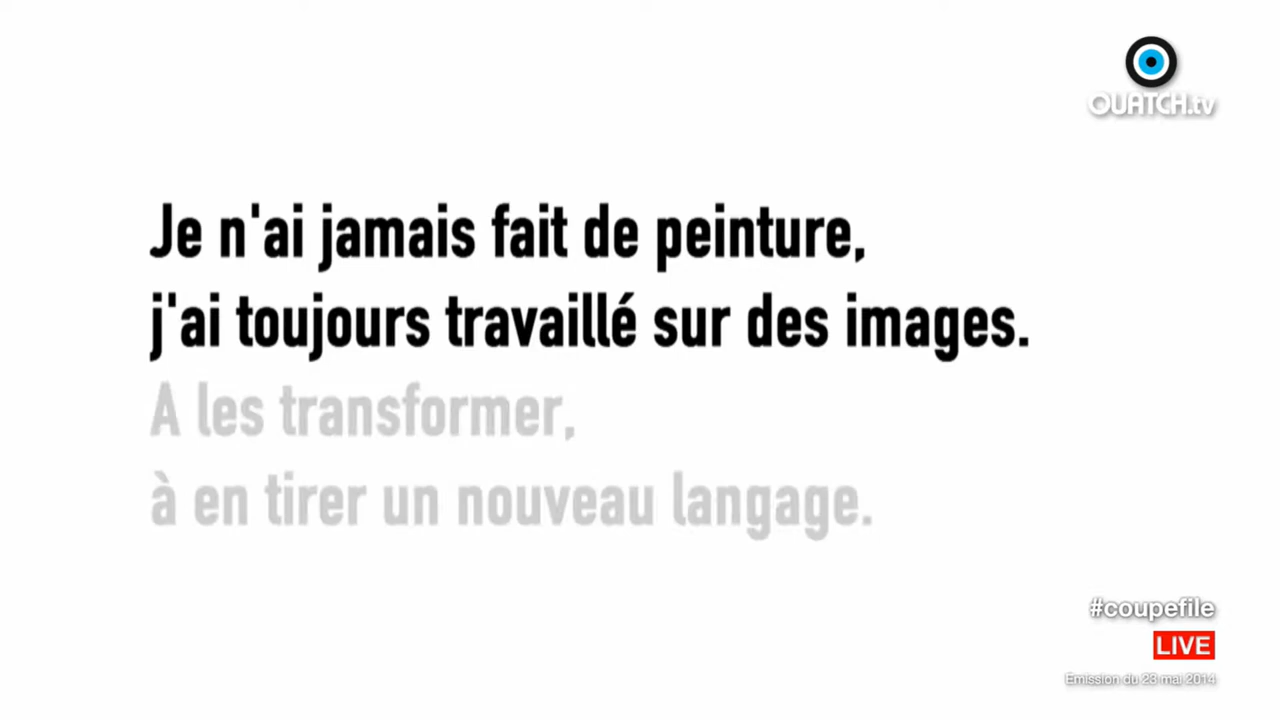 OUATCH.tv
Je n'ai jamais fait de peinture,
j'ai toujours travaillé sur des images.
A les transformer,
à en tirer un nouveau langage.
#coupefile
LIVE
Emission du 23 mai 2014